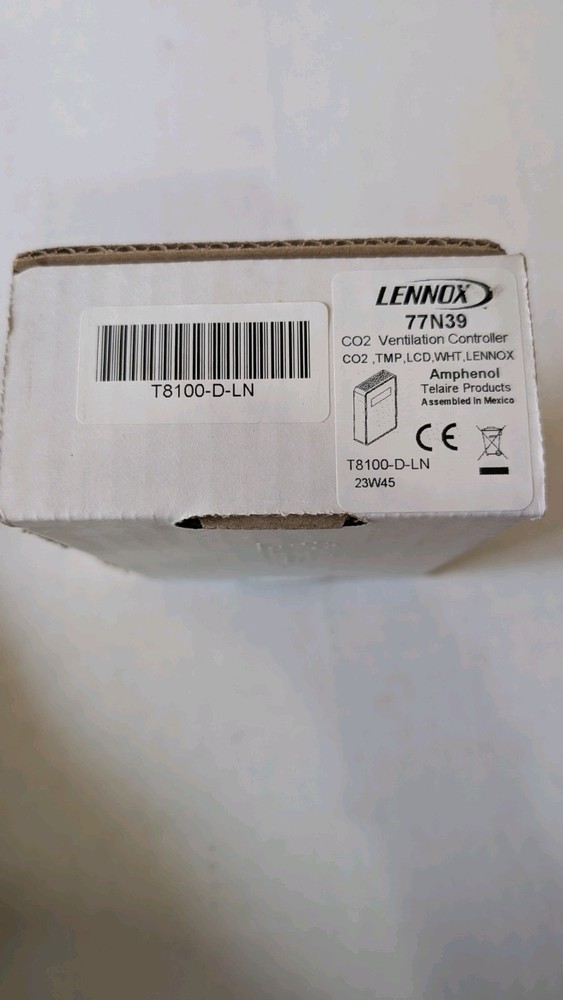 T8100-D-LN
LENNOX
77N39
CO2 Ventilation Controller
CO2 ,TMP,LCD,WHT,LENNOX
Amphenol
Telaire Products
Assembled In Mexico
CE
T8100-D-LN
23W45